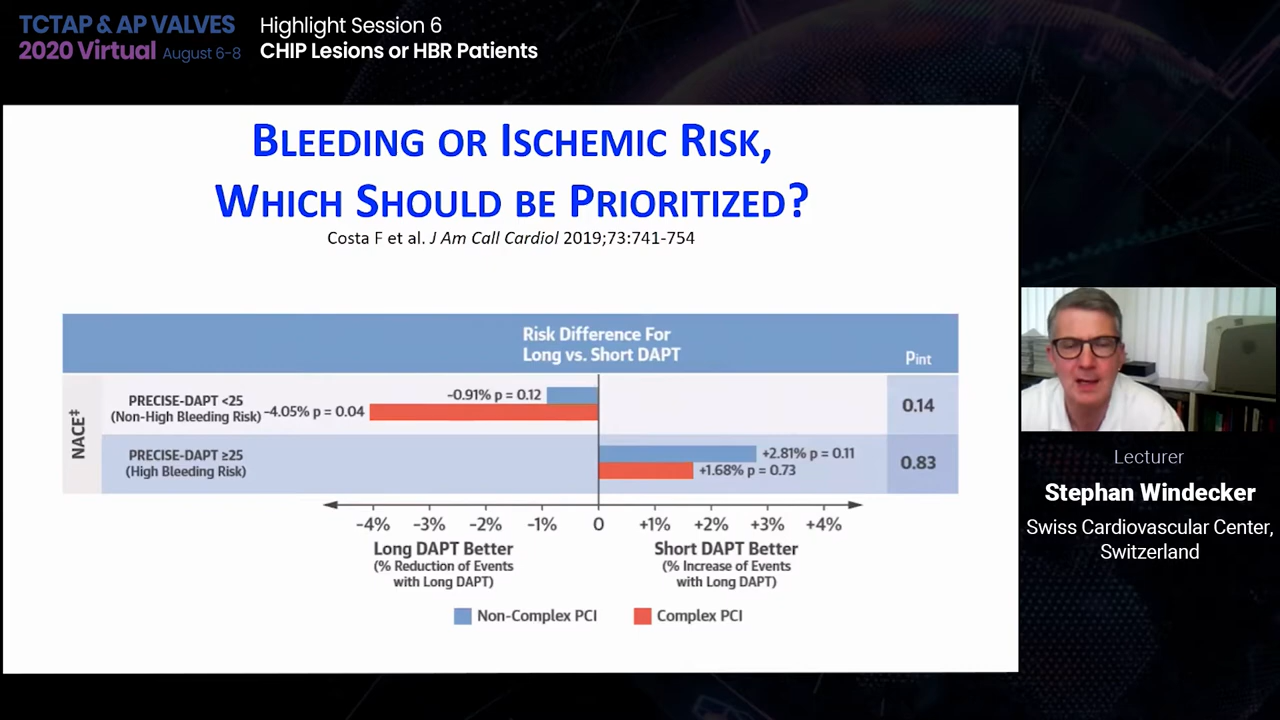 TCTAP & AP VALVES
2020 Virtual August 6-8
Highlight Session 6
CHIP Lesions or HBR Patients
BLEEDING OR ISCHEMIC RISK,
WHICH SHOULD BE PRIORITIZED?
Costa F et al. J Am Call Cardiol 2019;73:741-754
Risk Difference For
Long vs. Short DAPT
Pint
NACE‡
PRECISE-DAPT <25
(Non-High Bleeding Risk)
-0.91% p = 0.12
-4.05% p = 0.04
0.14
PRECISE-DAPT ≥25
(High Bleeding Risk)
+2.81% p = 0.11
+1.68% p = 0.73
0.83
-4% -3% -2% -1% 0 +1% +2% +3% +4%
Long DAPT Better
(% Reduction of Events
with Long DAPT)
Short DAPT Better
(% Increase of Events
with Long DAPT)
Non-Complex PCI
Complex PCI
Lecturer
Stephan Windecker
Swiss Cardiovascular Center,
Switzerland